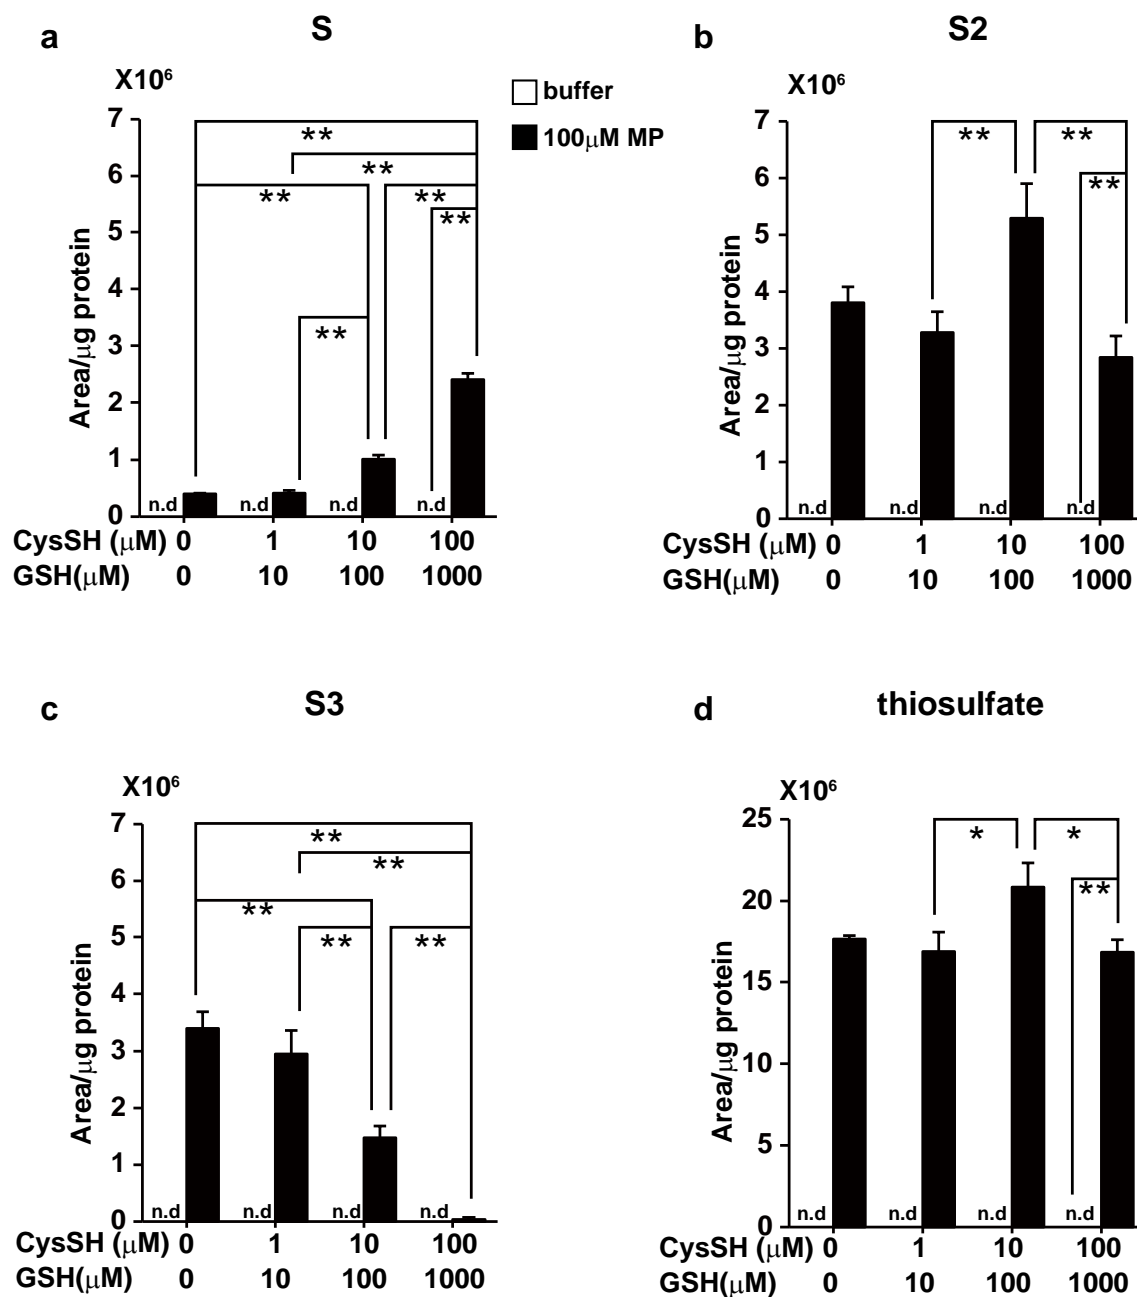 a
S
X10⁶
buffer
100μM MP
7
6
5
4
3
2
1
0
Area/μg protein
**
**
**
**
**
**
n.d n.d n.d n.d
CysSH (μM) 0 1 10 100
GSH(μM) 0 10 100 1000
b
S2
X10⁶
7
6
5
4
3
2
1
0
Area/μg protein
** **
**
n.d n.d n.d n.d
CysSH (μM) 0 1 10 100
GSH(μM) 0 10 100 1000
c
S3
X10⁶
7
6
5
4
3
2
1
0
Area/μg protein
**
**
**
** **
n.d n.d n.d n.d
CysSH (μM) 0 1 10 100
GSH(μM) 0 10 100 1000
d
thiosulfate
X10⁶
25
20
15
10
5
0
Area/μg protein
* *
**
n.d n.d n.d n.d
CysSH (μM) 0 1 10 100
GSH(μM) 0 10 100 1000